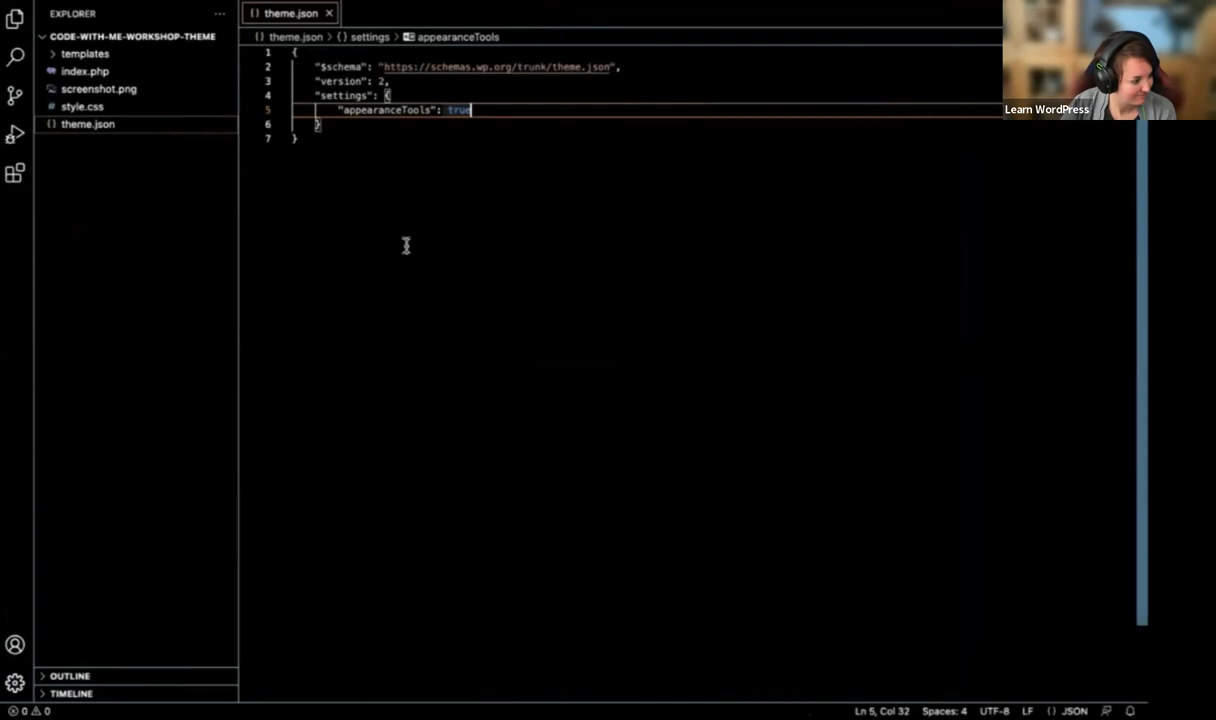 EXPLORER
CODE-WITH-ME-WORKSHOP-THEME
templates
index.php
screenshot.png
# style.css
{} theme.json
OUTLINE
TIMELINE
{} theme.json ×
{} theme.json > {} settings > appearanceTools
1 {
2 "$schema": "https://schemas.wp.org/trunk/theme.json",
3 "version": 2,
4 "settings": {
5 "appearanceTools": true
6 }
7 }
Learn WordPress
0 0
Ln 5, Col 32 Spaces: 4 UTF-8 LF {} JSON